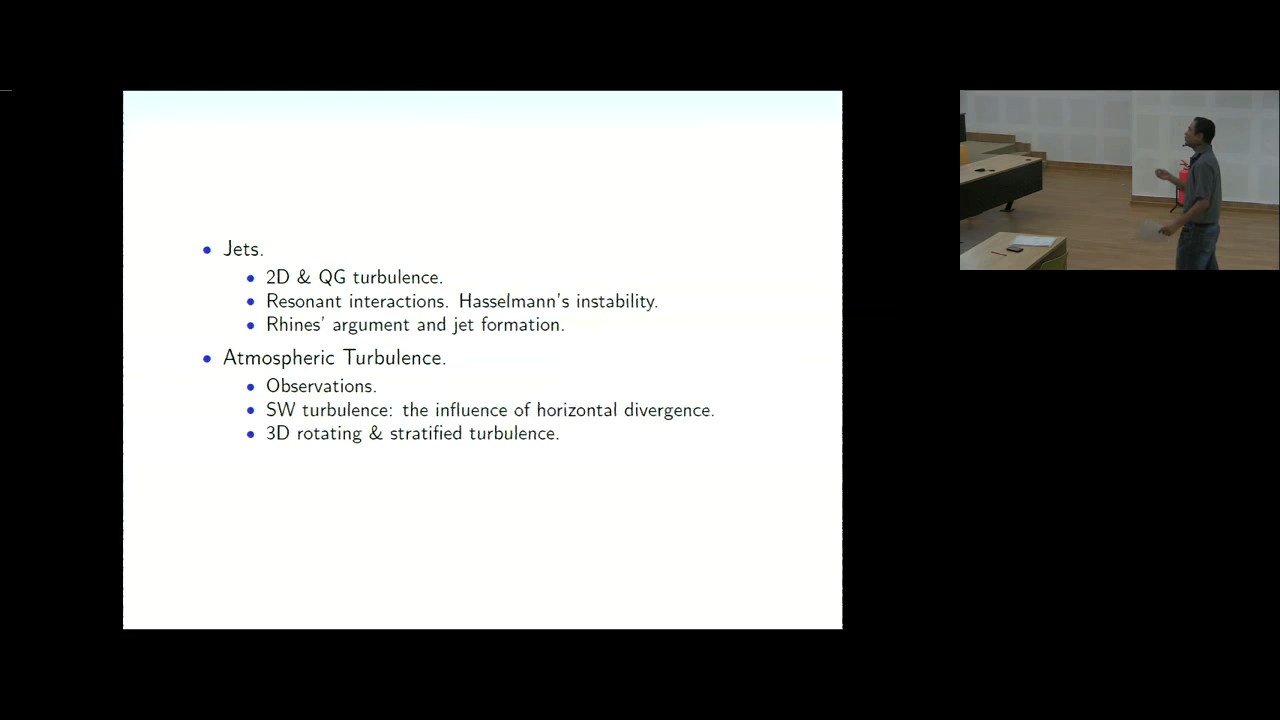 Jets.
2D & QG turbulence.
Resonant interactions. Hasselmann's instability.
Rhines' argument and jet formation.
Atmospheric Turbulence.
Observations.
SW turbulence: the influence of horizontal divergence.
3D rotating & stratified turbulence.